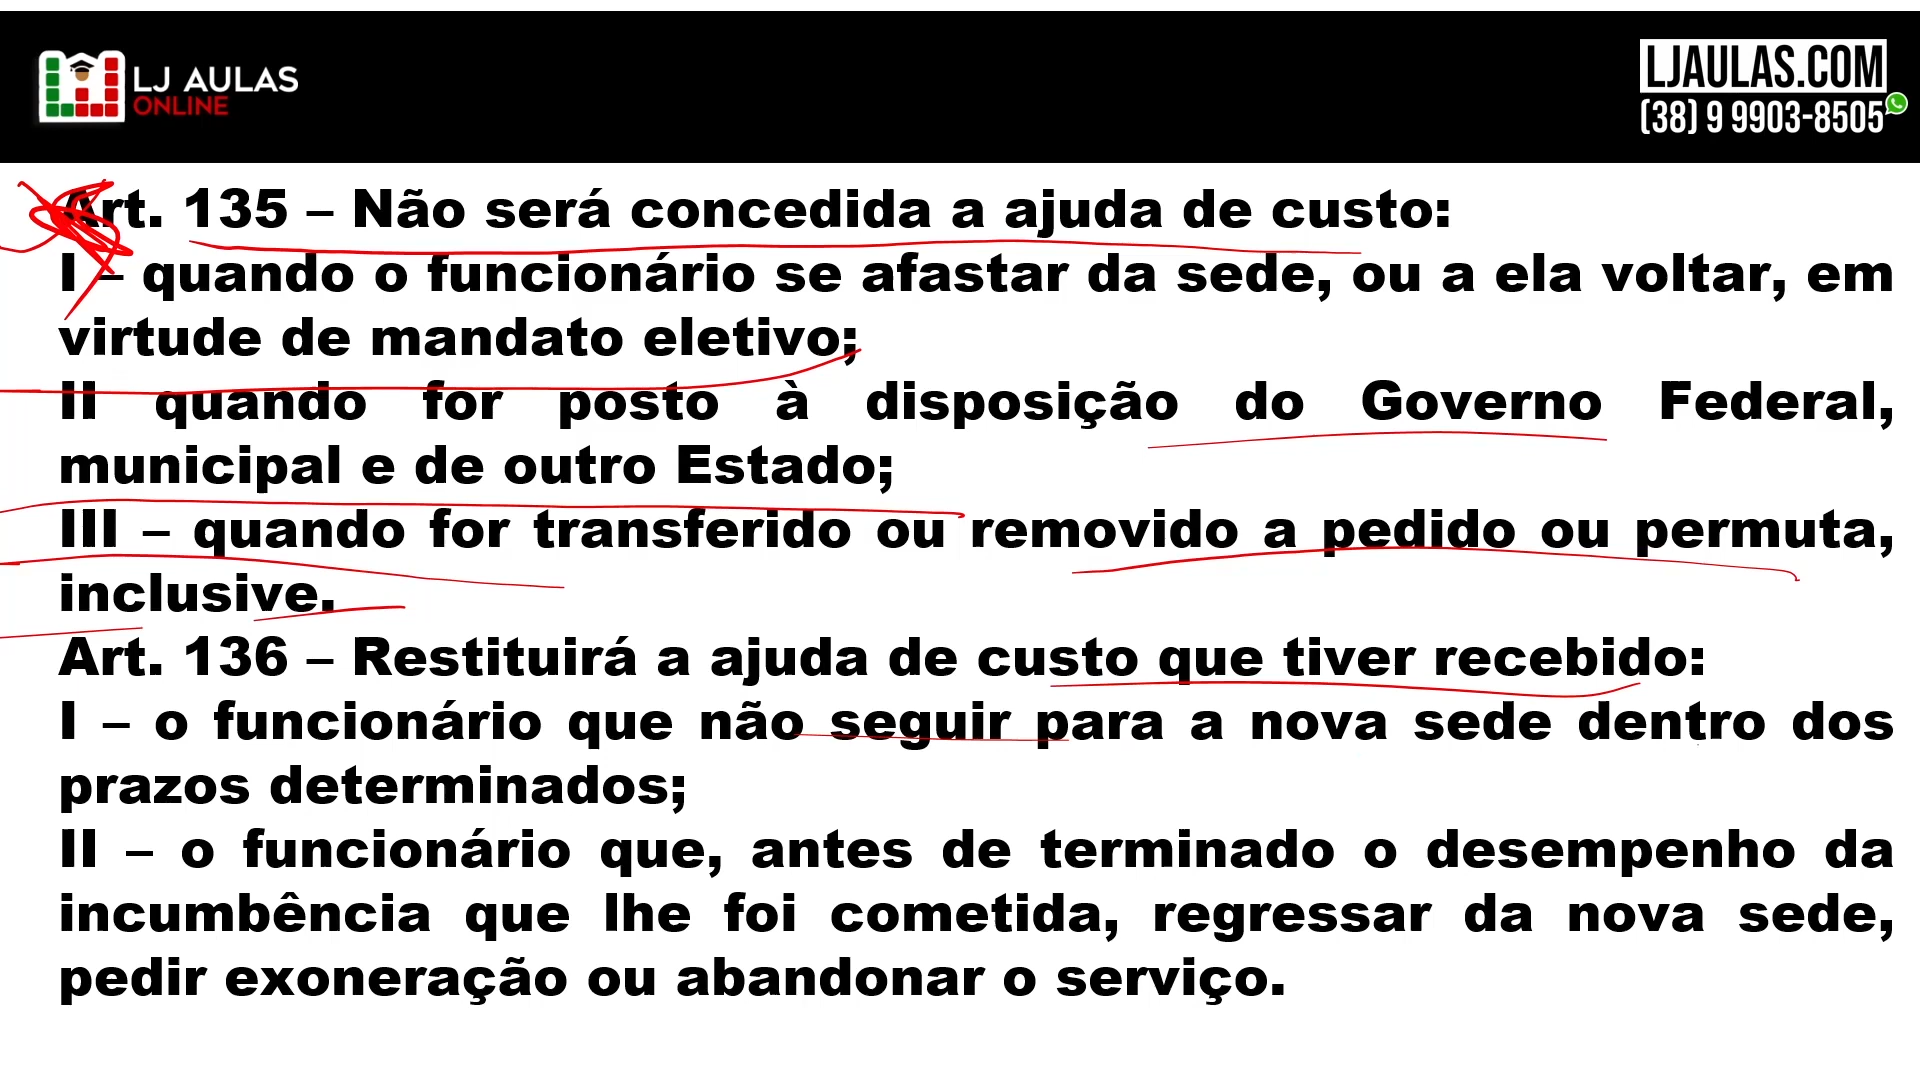 LJ AULAS
ONLINE
LJAULAS.COM
(38) 9 9903-8505
Art. 135 – Não será concedida a ajuda de custo:
I – quando o funcionário se afastar da sede, ou a ela voltar, em
virtude de mandato eletivo;
II quando for posto à disposição do Governo Federal,
municipal e de outro Estado;
III – quando for transferido ou removido a pedido ou permuta,
inclusive.
Art. 136 – Restituirá a ajuda de custo que tiver recebido:
I – o funcionário que não seguir para a nova sede dentro dos
prazos determinados;
II – o funcionário que, antes de terminado o desempenho da
incumbência que lhe foi cometida, regressar da nova sede,
pedir exoneração ou abandonar o serviço.